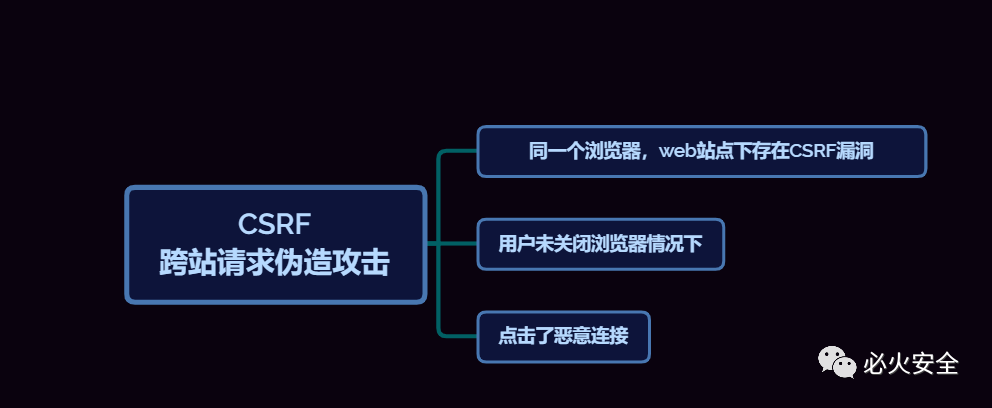 同一个浏览器，web站点下存在CSRF漏洞
CSRF
跨站请求伪造攻击
用户未关闭浏览器情况下
点击了恶意连接
必火安全